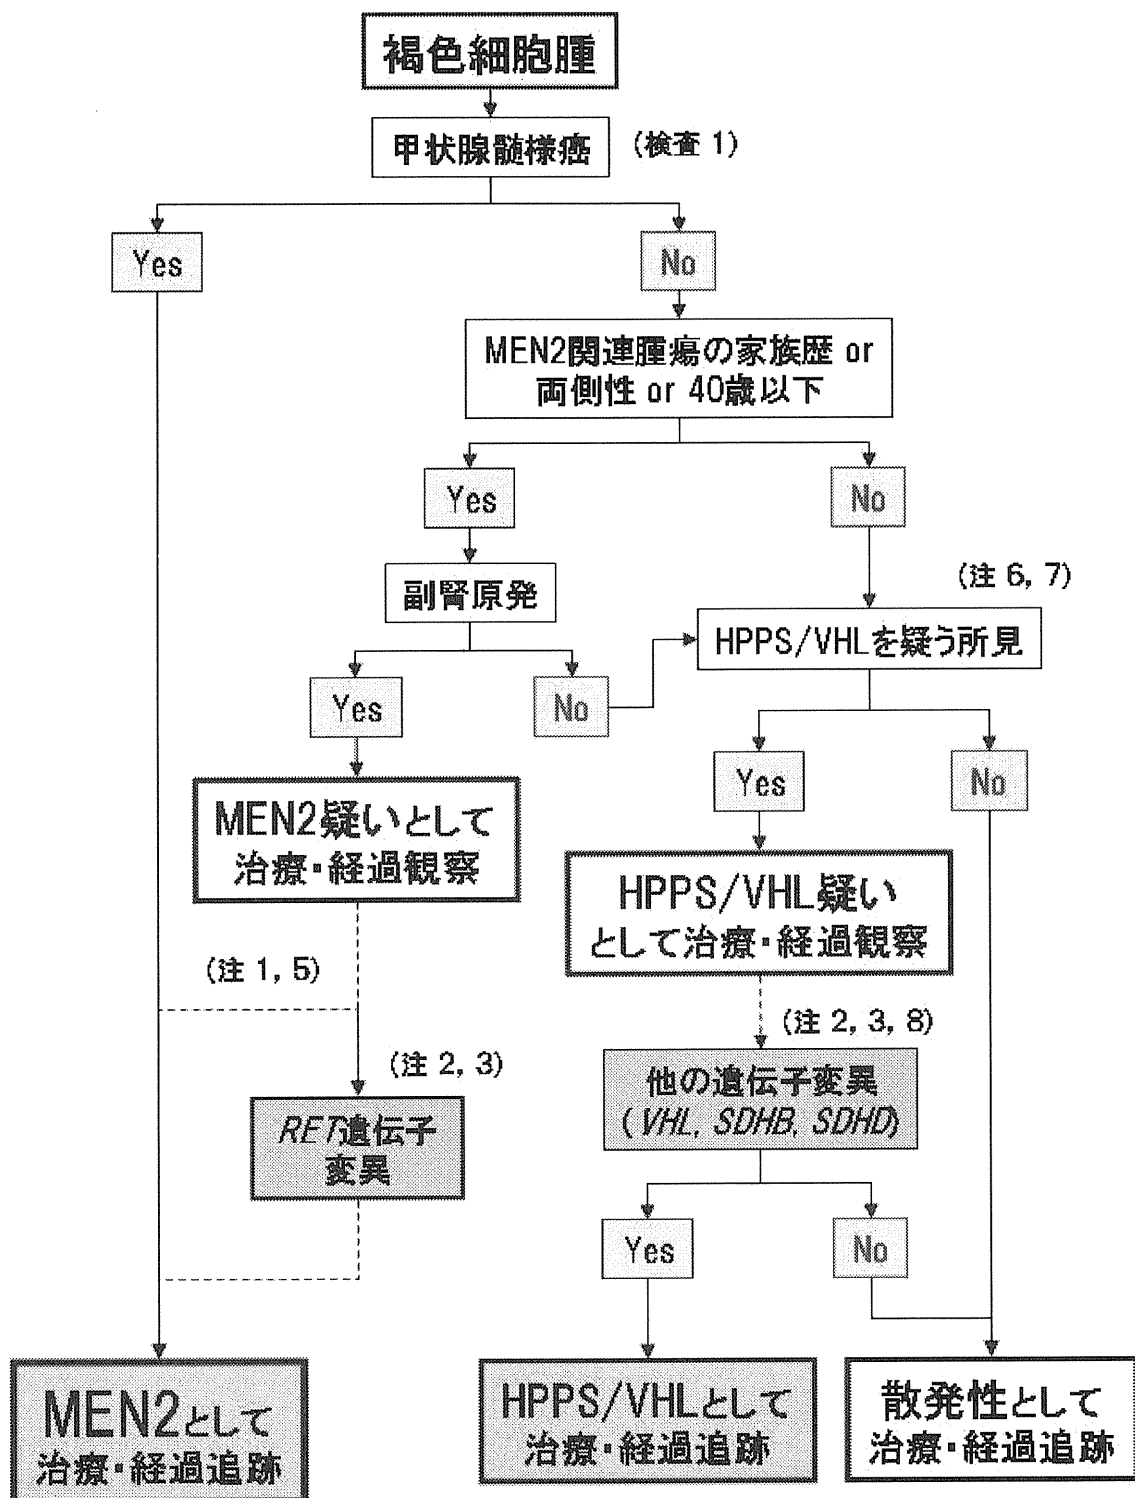 褐色細胞腫
甲状腺髄様癌
(検査 1)
Yes
No
MEN2関連腫瘍の家族歴 or
両側性 or 40歳以下
Yes
No
副腎原発
(注 6, 7)
HPPS/VHLを疑う所見
Yes
No
Yes
No
MEN2疑いとして
治療・経過観察
HPPS/VHL疑い
として治療・経過観察
(注 1, 5)
(注 2, 3, 8)
(注 2, 3)
他の遺伝子変異
(VHL, SDHB, SDHD)
RET遺伝子
変異
Yes
No
MEN2として
治療・経過追跡
HPPS/VHLとして
治療・経過追跡
散発性として
治療・経過追跡